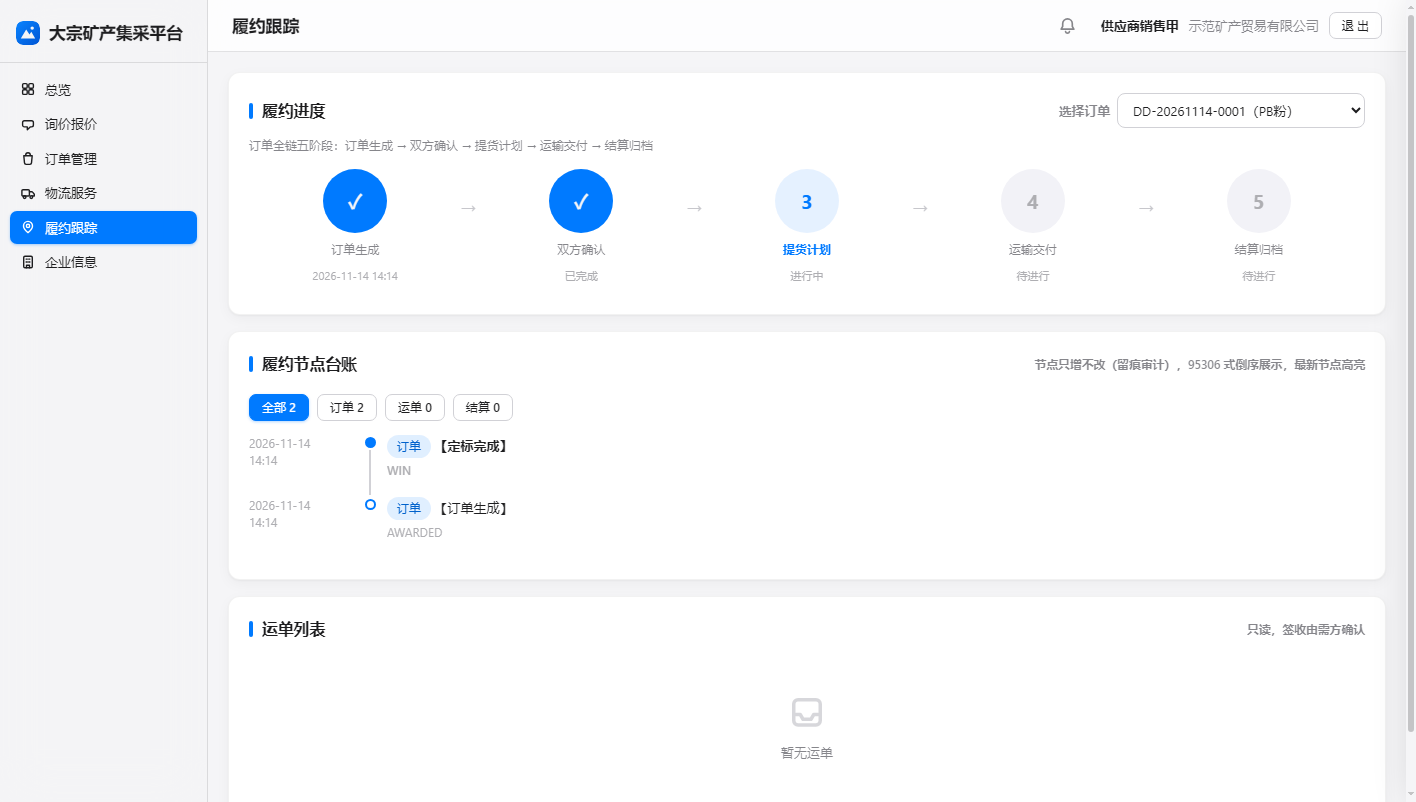 大宗矿产集采平台
总览
询价报价
订单管理
物流服务
履约跟踪
企业信息
履约跟踪
供应商销售甲 示范矿产贸易有限公司 退 出
履约进度
选择订单 DD-20261114-0001（PB粉）
订单全链五阶段：订单生成 → 双方确认 → 提货计划 → 运输交付 → 结算归档
✓ → ✓ → 3 → 4 → 5
订单生成 双方确认 提货计划 运输交付 结算归档
2026-11-14 14:14 已完成 进行中 待进行 待进行
履约节点台账
节点只增不改（留痕审计），95306 式倒序展示，最新节点高亮
全部 2 订单 2 运单 0 结算 0
2026-11-14
14:14
订单 【定标完成】
WIN
2026-11-14
14:14
订单 【订单生成】
AWARDED
运单列表
只读，签收由需方确认
暂无运单